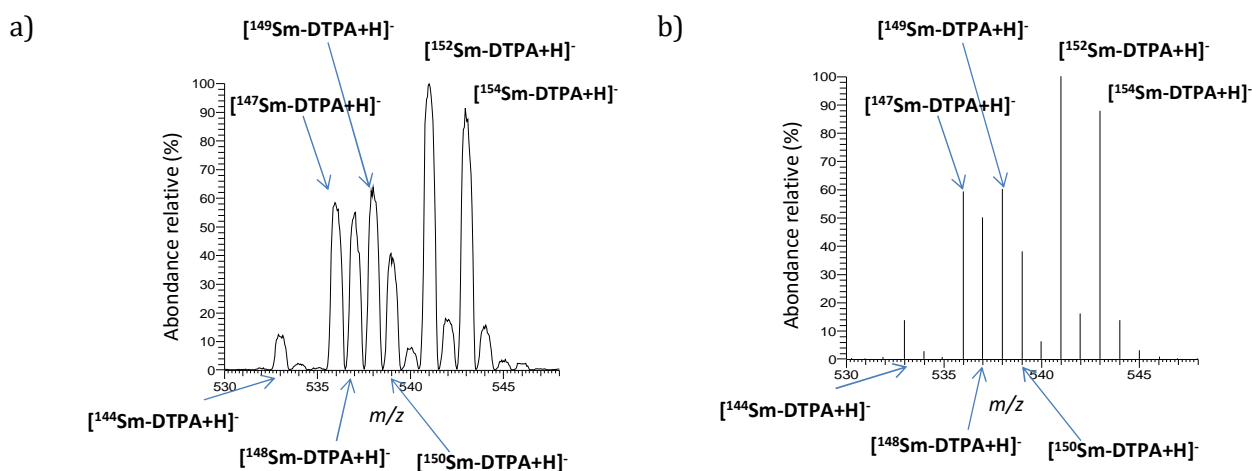 a)
[¹⁴⁹Sm-DTPA+H]⁻
[¹⁵²Sm-DTPA+H]⁻
[¹⁴⁷Sm-DTPA+H]⁻
[¹⁵⁴Sm-DTPA+H]⁻
Abondance relative (%)
100
90
80
70
60
50
40
30
20
10
0
530 535 540 545
m/z
[¹⁴⁴Sm-DTPA+H]⁻
[¹⁴⁸Sm-DTPA+H]⁻
[¹⁵⁰Sm-DTPA+H]⁻
b)
[¹⁴⁹Sm-DTPA+H]⁻
[¹⁵²Sm-DTPA+H]⁻
[¹⁴⁷Sm-DTPA+H]⁻
[¹⁵⁴Sm-DTPA+H]⁻
Abondance relative (%)
100
90
80
70
60
50
40
30
20
10
0
530 535 540 545
m/z
[¹⁴⁴Sm-DTPA+H]⁻
[¹⁴⁸Sm-DTPA+H]⁻
[¹⁵⁰Sm-DTPA+H]⁻